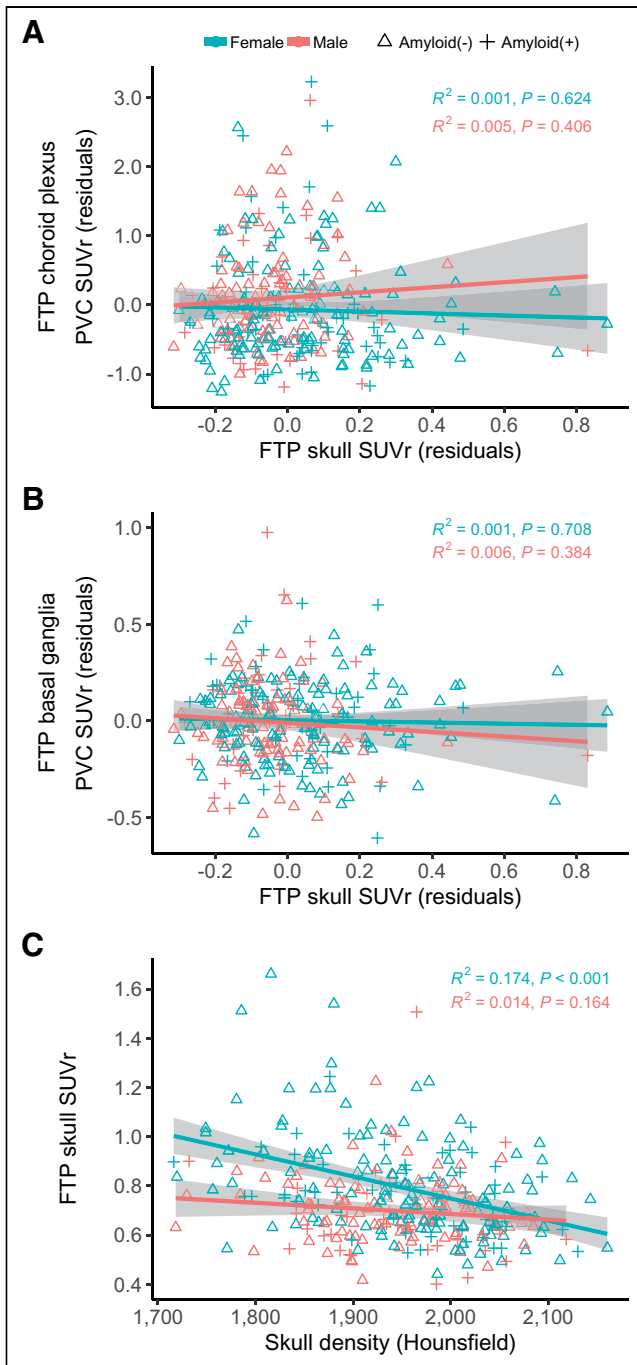 A
Female Male Amyloid(-) Amyloid(+)
R² = 0.001, P = 0.624
R² = 0.005, P = 0.406
FTP choroid plexus
PVC SUVr (residuals)
3.0
2.0
1.0
0.0
-1.0
-0.2 0.0 0.2 0.4 0.6 0.8
FTP skull SUVr (residuals)
B
R² = 0.001, P = 0.708
R² = 0.006, P = 0.384
FTP basal ganglia
PVC SUVr (residuals)
1.0
0.5
0.0
-0.5
-0.2 0.0 0.2 0.4 0.6 0.8
FTP skull SUVr (residuals)
C
R² = 0.174, P < 0.001
R² = 0.014, P = 0.164
FTP skull SUVr
1.6
1.4
1.2
1.0
0.8
0.6
0.4
1,700 1,800 1,900 2,000 2,100
Skull density (Hounsfield)